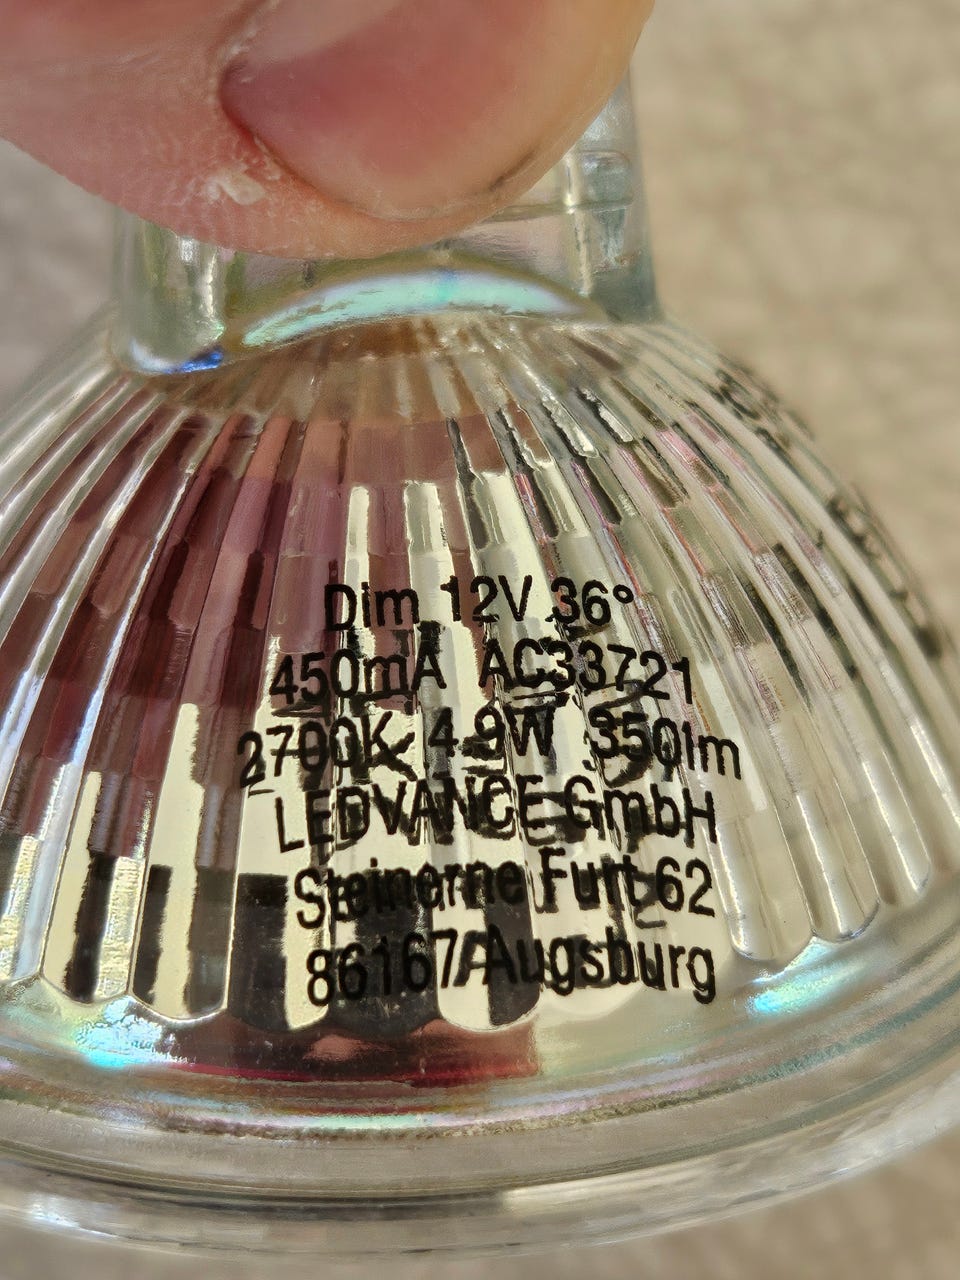 Dim 12V 36°
450mA AC33721
2700K 4.9W 350lm
LEDVANCE GmbH
Steinerne Furt 62
86167 Augsburg